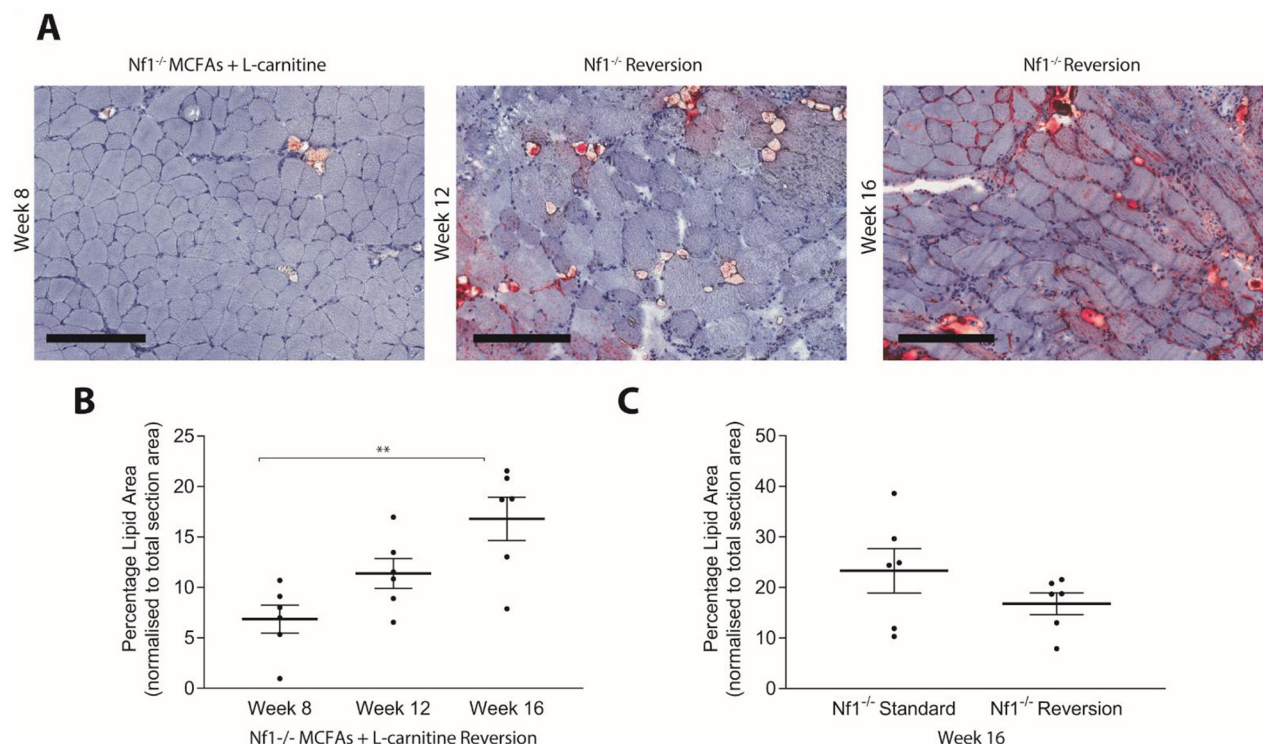 A
Nf1-/- MCFAs + L-carnitine
Nf1-/- Reversion
Nf1-/- Reversion
Week 8
Week 12
Week 16
B
Percentage Lipid Area
(normalised to total section area)
25
20
15
10
5
0
**
Week 8 Week 12 Week 16
Nf1-/- MCFAs + L-carnitine Reversion
C
Percentage Lipid Area
(normalised to total section area)
50
40
30
20
10
0
Nf1-/- Standard Nf1-/- Reversion
Week 16